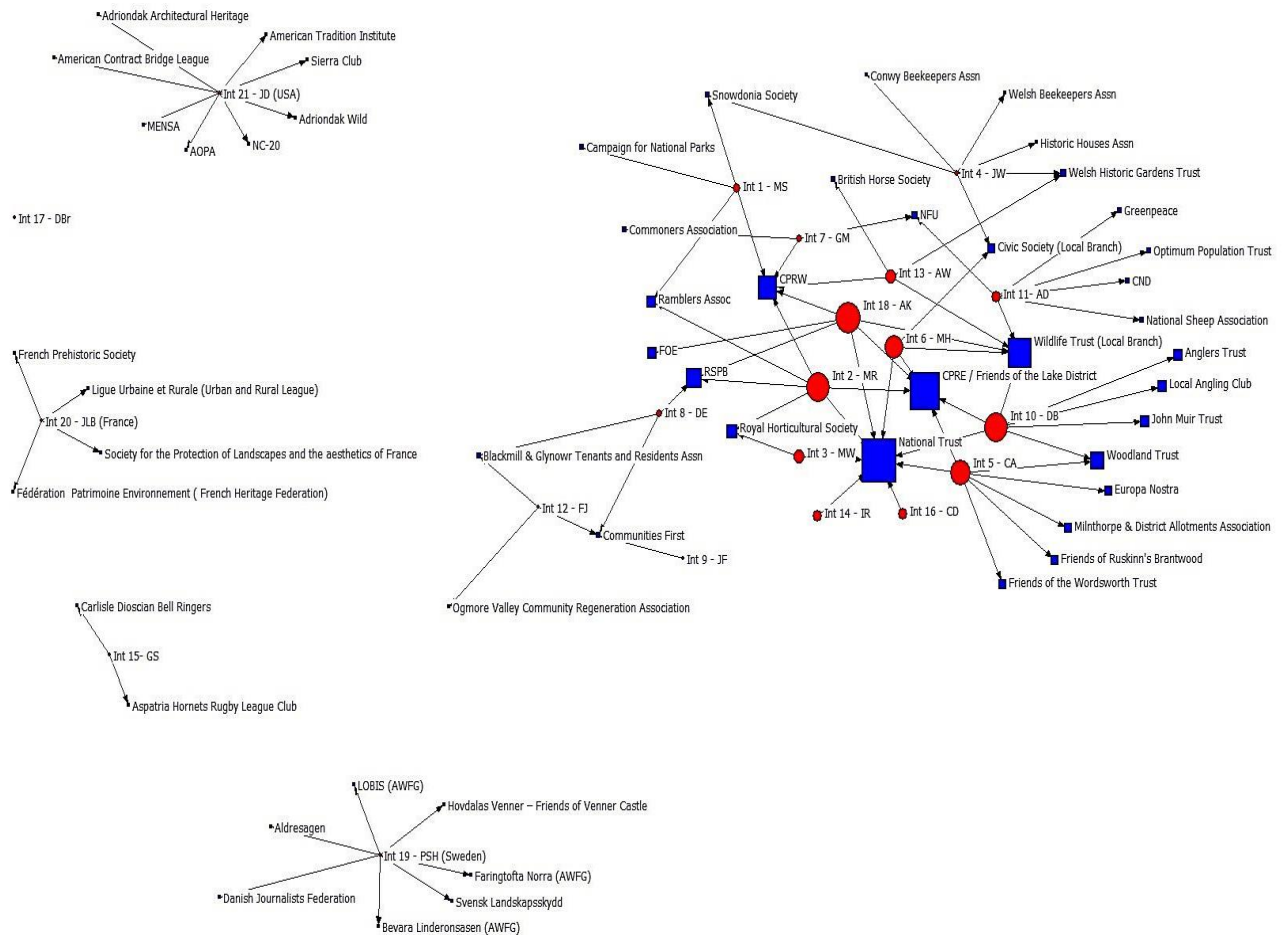 Adriondak Architectural Heritage
American Tradition Institute
American Contract Bridge League
Sierra Club
Int 21 - JD (USA)
Adriondak Wild
MENSA
AOPA
NC-20
Int 17 - DBr
Conwy Beekeepers Assn
Snowdonia Society
Welsh Beekeepers Assn
Campaign for National Parks
Historic Houses Assn
Int 1 - MS
British Horse Society
Int 4 - JW
Welsh Historic Gardens Trust
NFU
Greenpeace
Commoners Association
Int 7 - GM
Civic Society (Local Branch)
Optimum Population Trust
CPRW
Int 13 - AW
CND
Ramblers Assoc
Int 18 - AK
Int 11- AD
National Sheep Association
FOE
Int 6 - MH
Wildlife Trust (Local Branch)
Anglers Trust
RSPB
Int 2 - MR
CPRE / Friends of the Lake District
Local Angling Club
Int 8 - DE
Int 10 - DB
John Muir Trust
Royal Horticultural Society
National Trust
Int 3 - MW
Woodland Trust
Blackmill & Glynowr Tenants and Residents Assn
Int 5 - CA
Europa Nostra
Int 12 - FJ
Int 14 - IR
Int 16 - CD
Milnthorpe & District Allotments Association
Communities First
Int 9 - JF
Friends of Ruskinn's Brantwood
Friends of the Wordsworth Trust
Ogmore Valley Community Regeneration Association
French Prehistoric Society
Ligue Urbaine et Rurale (Urban and Rural League)
Int 20 - JLB (France)
Society for the Protection of Landscapes and the aesthetics of France
Fédération Patrimoine Environnement ( French Heritage Federation)
Carlisle Dioscian Bell Ringers
Int 15- GS
Aspatria Hornets Rugby League Club
LOBIS (AWFG)
Hovdalas Venner – Friends of Venner Castle
Aldresagen
Int 19 - PSH (Sweden)
Faringtofta Norra (AWFG)
Danish Journalists Federation
Svensk Landskapsskydd
Bevara Linderonsasen (AWFG)